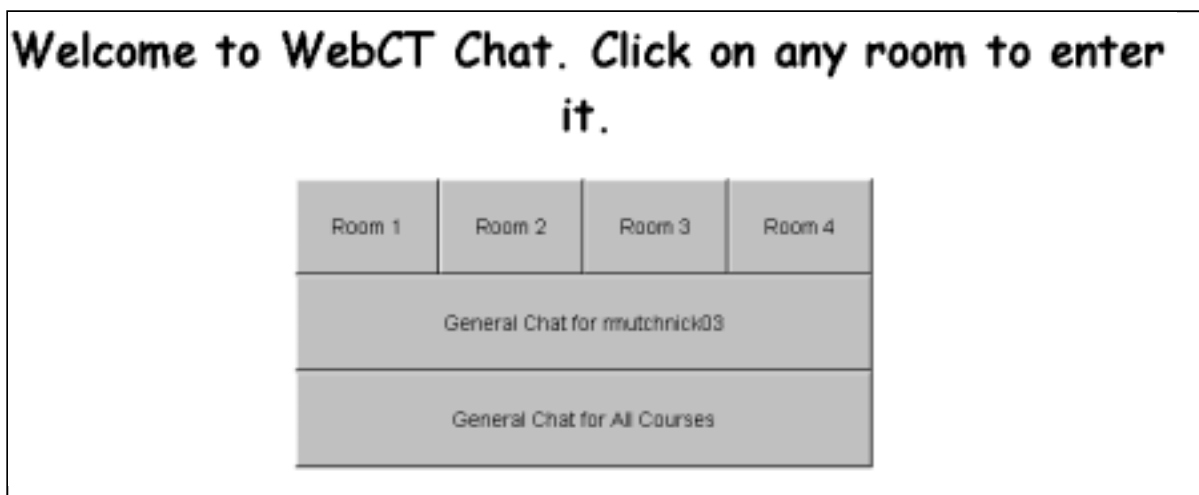 Welcome to WebCT Chat. Click on any room to enter
it.
Room 1 Room 2 Room 3 Room 4
General Chat for rmutchnick03
General Chat for All Courses